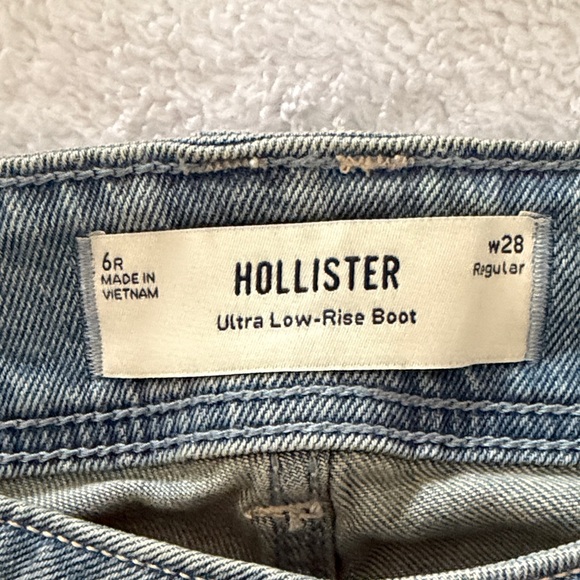 6R
MADE IN
VIETNAM
HOLLISTER
Ultra Low-Rise Boot
W28
Regular